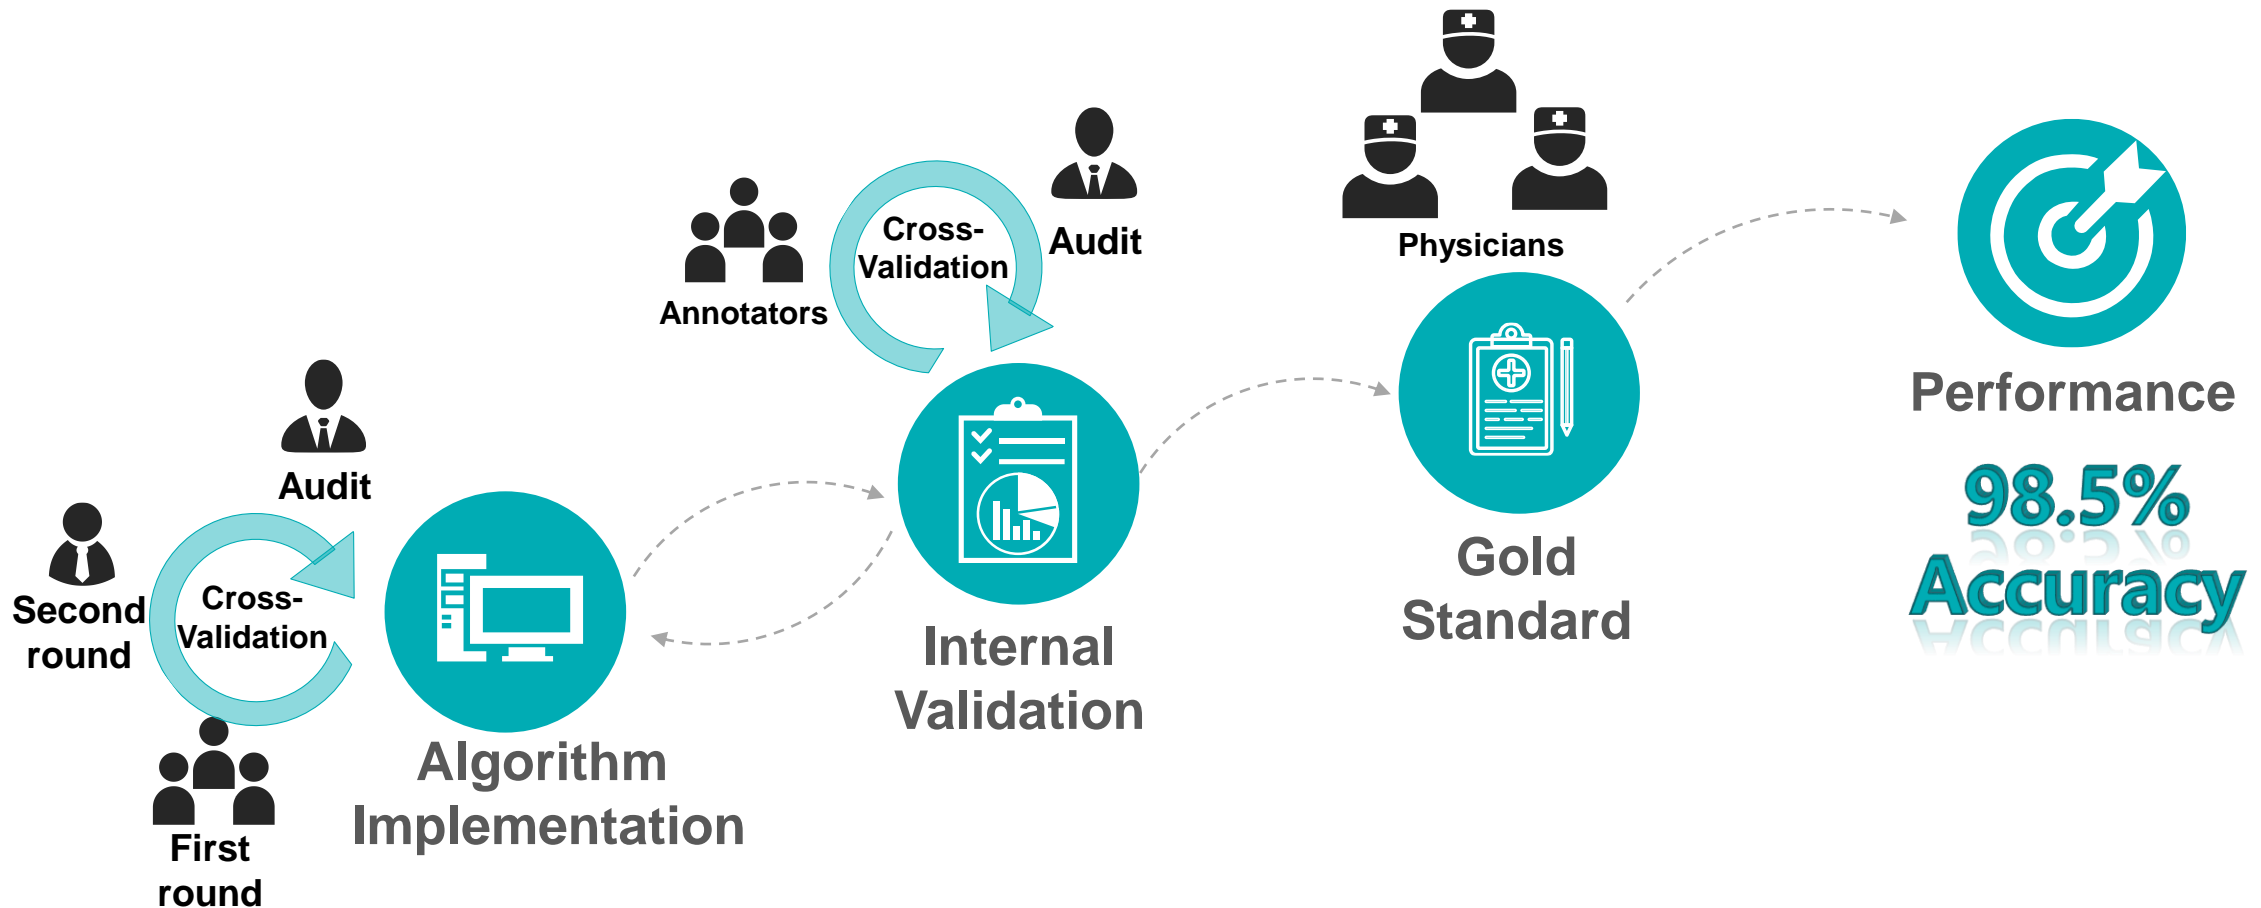 First
round
Second
round
Cross-
Validation
Audit
Algorithm
Implementation
Annotators
Cross-
Validation
Audit
Internal
Validation
Physicians
Gold
Standard
Performance
98.5%
Accuracy